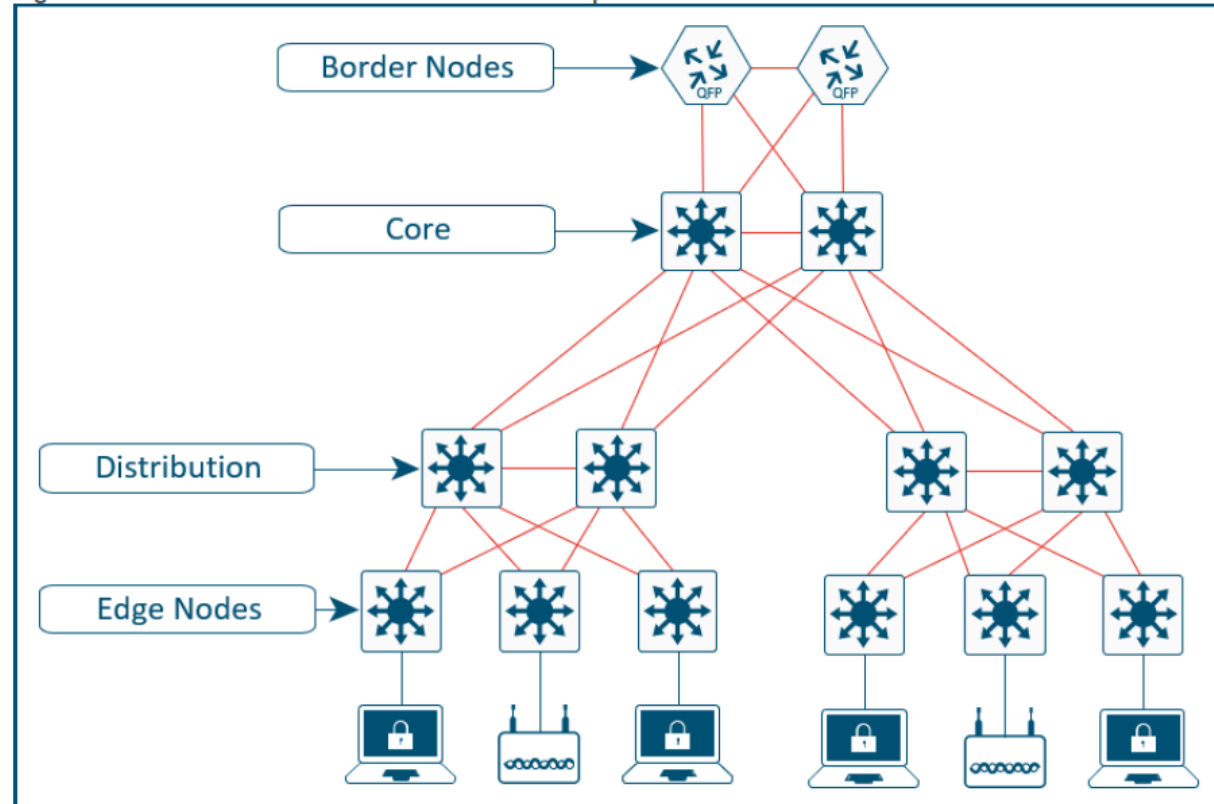 Border Nodes
QFP
QFP
Core
Distribution
Edge Nodes